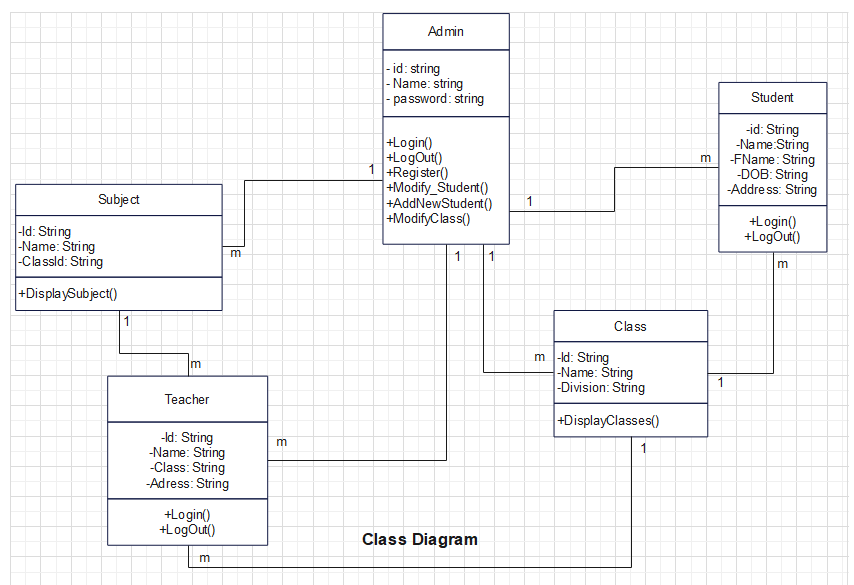 Admin
- id: string
- Name: string
- password: string
+Login()
+LogOut()
+Register()
+Modify_Student()
+AddNewStudent()
+ModifyClass()
1
1
1
1
Student
-id: String
-Name:String
-FName: String
-DOB: String
-Address: String
+Login()
+LogOut()
m
m
Subject
-Id: String
-Name: String
-ClassId: String
+DisplaySubject()
m
1
Class
-Id: String
-Name: String
-Division: String
+DisplayClasses()
m
1
1
Teacher
-Id: String
-Name: String
-Class: String
-Adress: String
+Login()
+LogOut()
m
m
m
Class Diagram